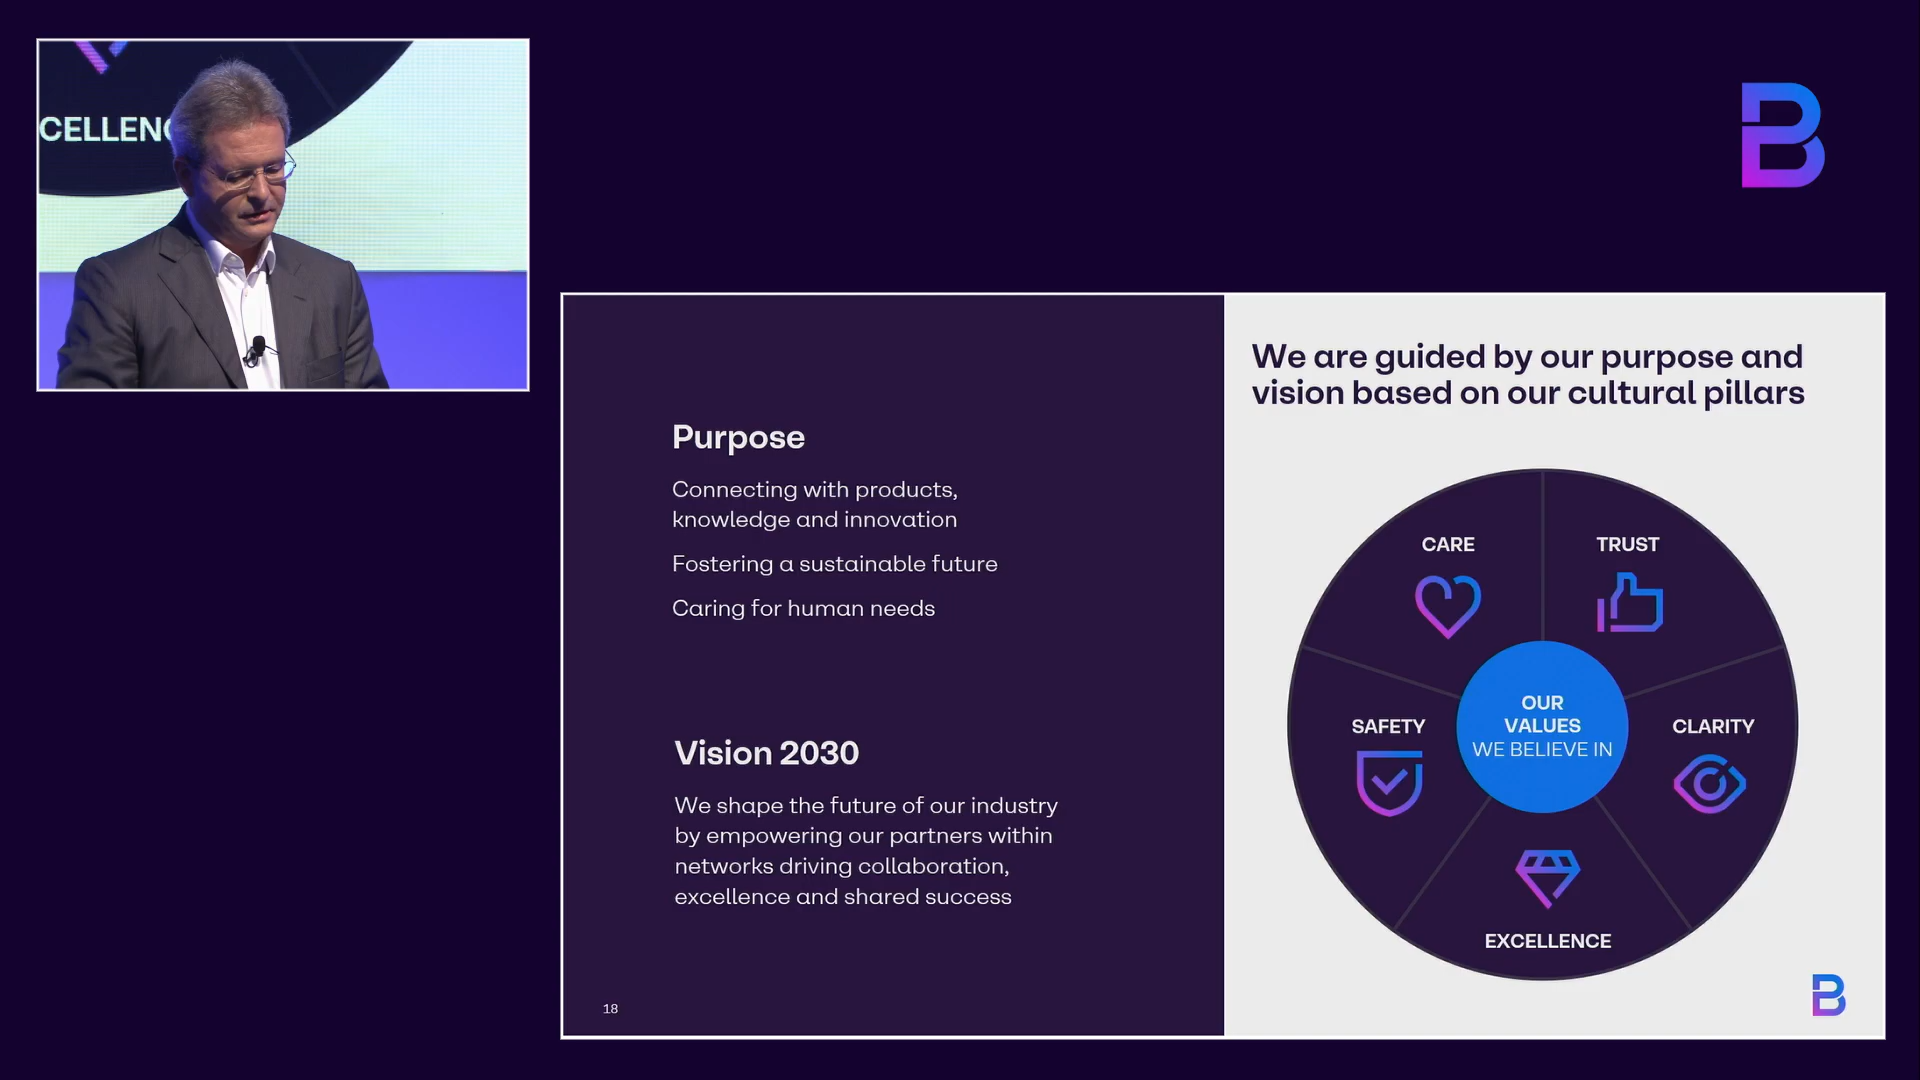 CELLENC
We are guided by our purpose and
vision based on our cultural pillars
Purpose
Connecting with products,
knowledge and innovation
Fostering a sustainable future
Caring for human needs
Vision 2030
We shape the future of our industry
by empowering our partners within
networks driving collaboration,
excellence and shared success
18
CARE
TRUST
SAFETY
OUR
VALUES
WE BELIEVE IN
CLARITY
EXCELLENCE
B
B